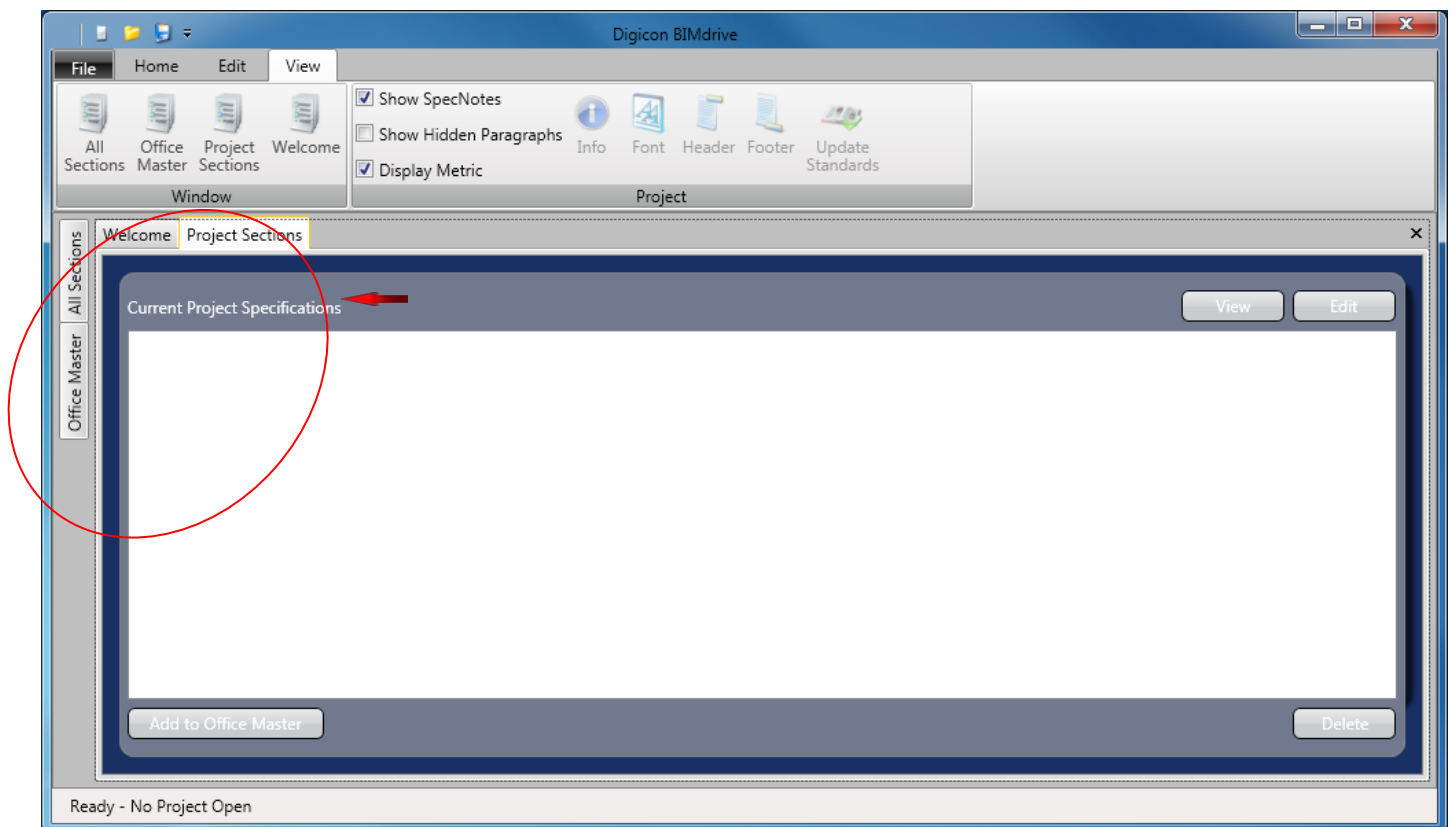 Digicon BIMdrive
File Home Edit View
All Sections
Office Master
Project Sections
Welcome
Window
Show SpecNotes
Show Hidden Paragraphs
Display Metric
Info
Font
Header
Footer
Update Standards
Project
All Sections
Office Master
Welcome Project Sections
Current Project Specifications
View Edit
Add to Office Master
Delete
Ready - No Project Open